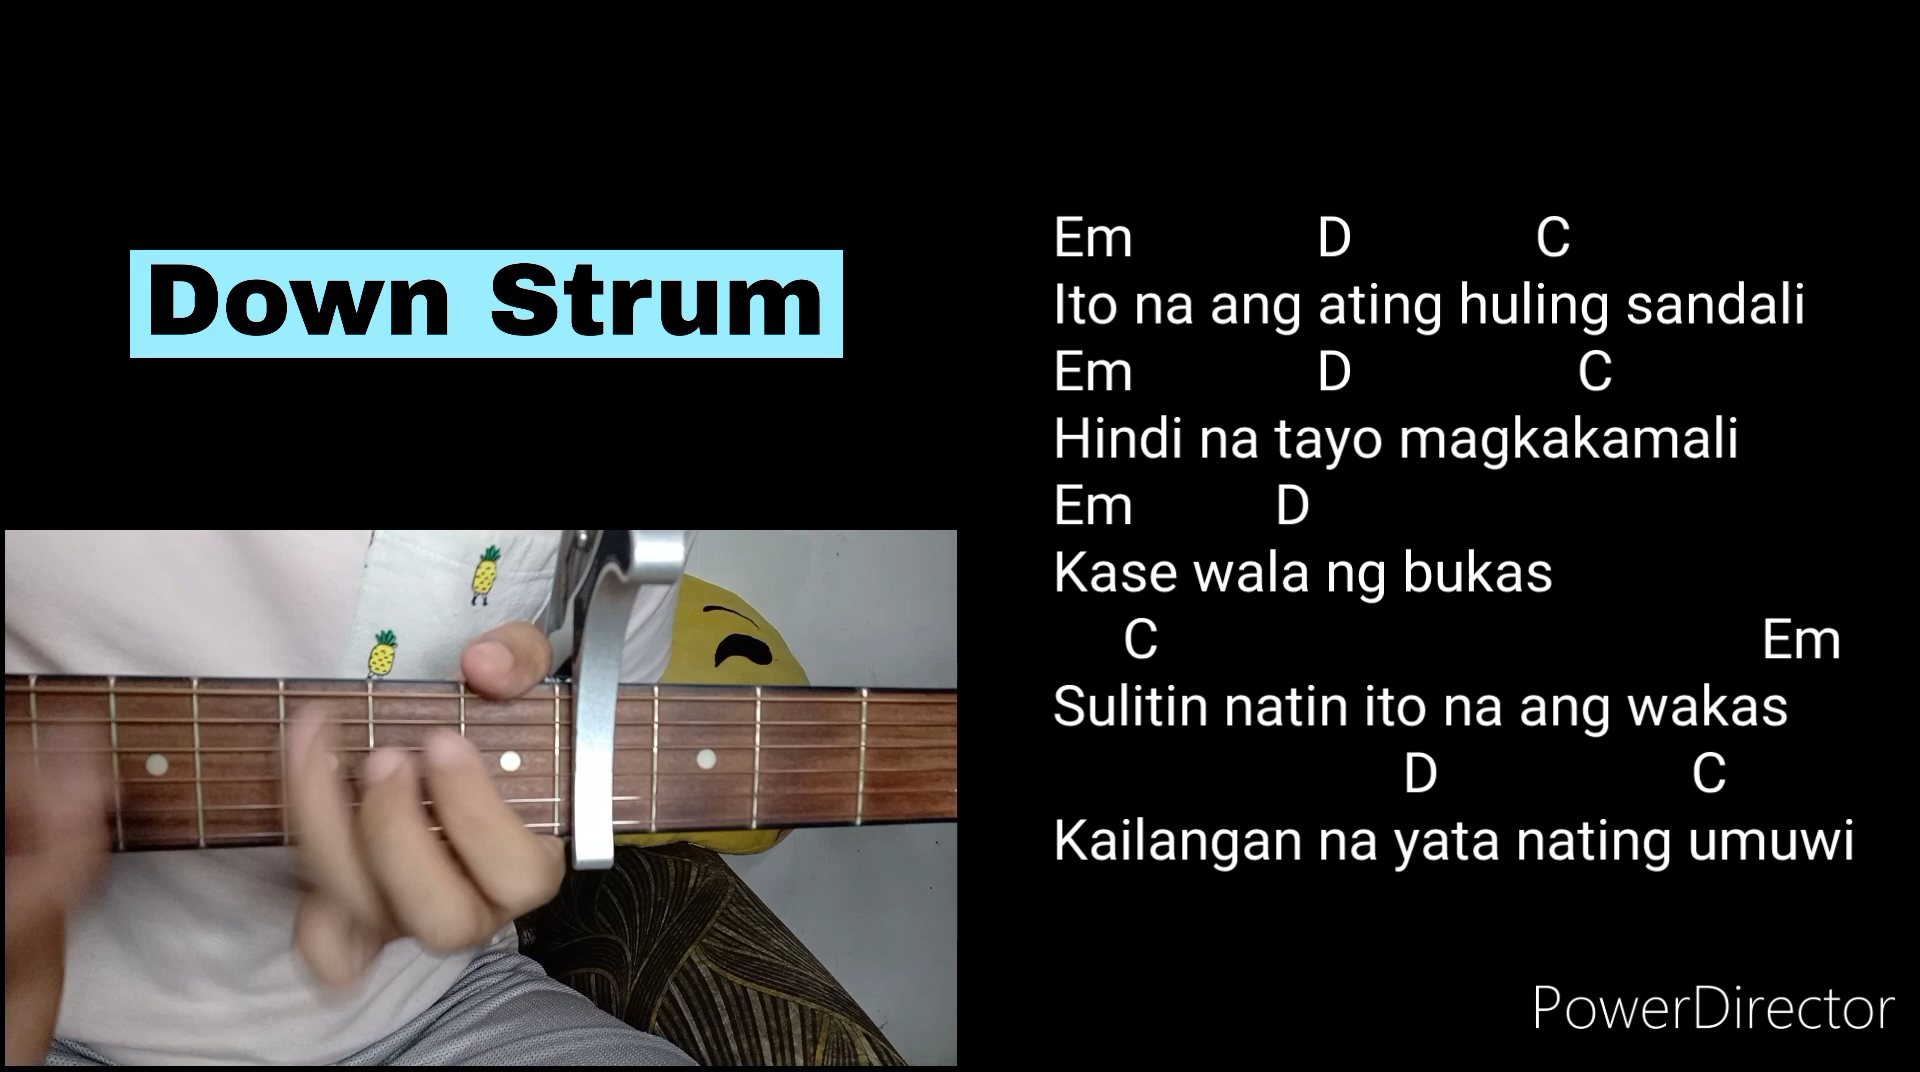 Down Strum
Em D C
Ito na ang ating huling sandali
Em D C
Hindi na tayo magkakamali
Em D
Kase wala ng bukas
C Em
Sulitin natin ito na ang wakas
D C
Kailangan na yata nating umuwi
PowerDirector